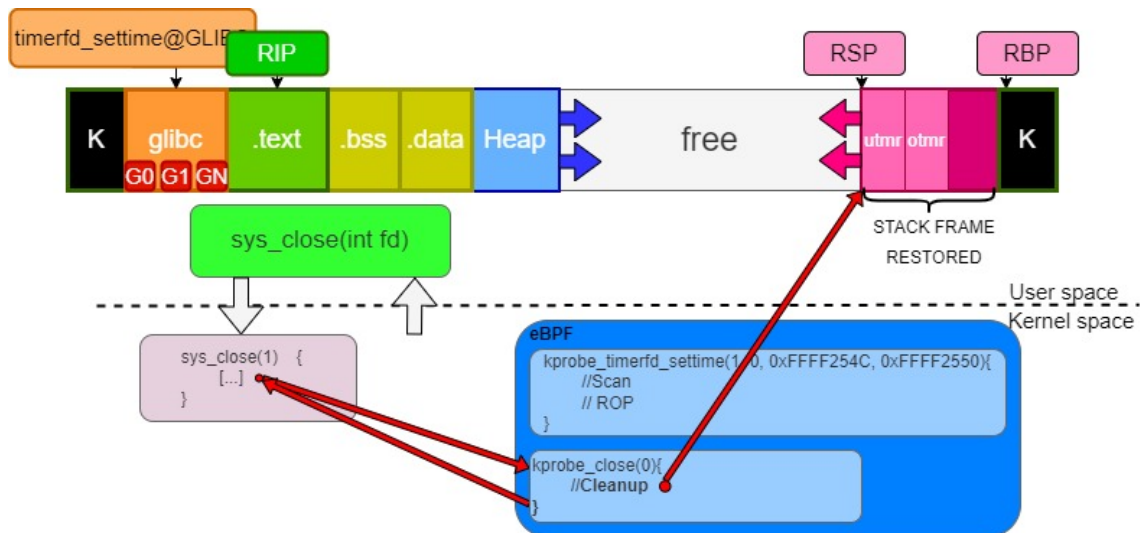 timerfd_settime@GLIB
RIP
RSP
RBP
K
glibc
.text
.bss
.data
Heap
free
utmr
otmr
K
G0
G1
GN
STACK FRAME
RESTORED
sys_close(int fd)
User space
Kernel space
eBPF
sys_close(1) {
[...]
}
kprobe_timerfd_settime(1, 0, 0xFFFF254C, 0xFFFF2550){
//Scan
// ROP
}
kprobe_close(0){
//Cleanup
}